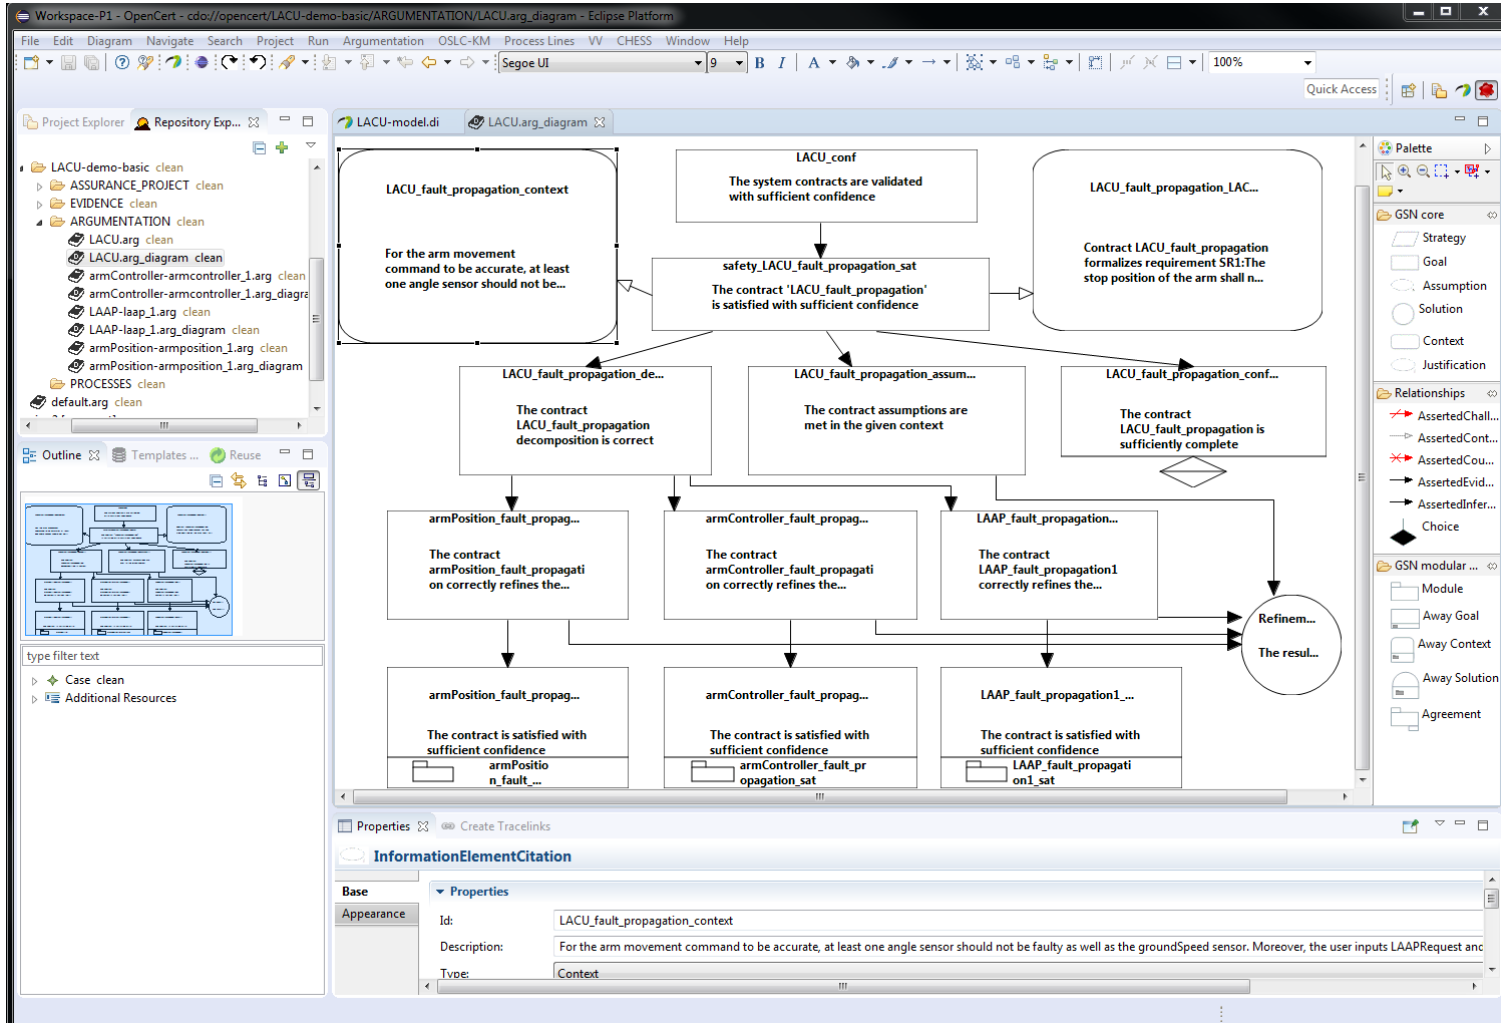 Workspace-P1 - OpenCert - cdo://opencert/LACU-demo-basic/ARGUMENTATION/LACU.arg_diagram - Eclipse Platform
File Edit Diagram Navigate Search Project Run Argumentation OSLC-KM Process Lines VV CHESS Window Help
Segoe UI 9 B I A 100%
Quick Access
Project Explorer Repository Exp...
LACU-demo-basic clean
ASSURANCE_PROJECT clean
EVIDENCE clean
ARGUMENTATION clean
LACU.arg clean
LACU.arg_diagram clean
armController-armcontroller_1.arg clean
armController-armcontroller_1.arg_diagra
LAAP-laap_1.arg clean
LAAP-laap_1.arg_diagram clean
armPosition-armposition_1.arg clean
armPosition-armposition_1.arg_diagram
PROCESSES clean
default.arg clean
Outline Templates ... Reuse
type filter text
Case clean
Additional Resources
LACU-model.di LACU.arg_diagram
LACU_fault_propagation_context
For the arm movement
command to be accurate, at least
one angle sensor should not be...
LACU_conf
The system contracts are validated
with sufficient confidence
LACU_fault_propagation_LAC...
Contract LACU_fault_propagation
formalizes requirement SR1:The
stop position of the arm shall n...
safety_LACU_fault_propagation_sat
The contract 'LACU_fault_propagation'
is satisfied with sufficient confidence
LACU_fault_propagation_de...
The contract
LACU_fault_propagation
decomposition is correct
LACU_fault_propagation_assum...
The contract assumptions are
met in the given context
LACU_fault_propagation_conf...
The contract
LACU_fault_propagation is
sufficiently complete
armPosition_fault_propag...
The contract
armPosition_fault_propagati
on correctly refines the...
armController_fault_propag...
The contract
armController_fault_propagati
on correctly refines the...
LAAP_fault_propagation...
The contract
LAAP_fault_propagation1
correctly refines the...
Refinem...
The resul...
armPosition_fault_propag...
The contract is satisfied with
sufficient confidence
armPositio
n_fault_...
armController_fault_propag...
The contract is satisfied with
sufficient confidence
armController_fault_pr
opagation_sat
LAAP_fault_propagation1_...
The contract is satisfied with
sufficient confidence
LAAP_fault_propagati
on1_sat
Palette
GSN core
Strategy
Goal
Assumption
Solution
Context
Justification
Relationships
AssertedChall...
AssertedCont...
AssertedCou...
AssertedEvid...
AssertedInfer...
Choice
GSN modular ...
Module
Away Goal
Away Context
Away Solution
Agreement
Properties Create Tracelinks
InformationElementCitation
Base
Appearance
Properties
Id: LACU_fault_propagation_context
Description: For the arm movement command to be accurate, at least one angle sensor should not be faulty as well as the groundSpeed sensor. Moreover, the user inputs LAAPRequest and
Type: Context